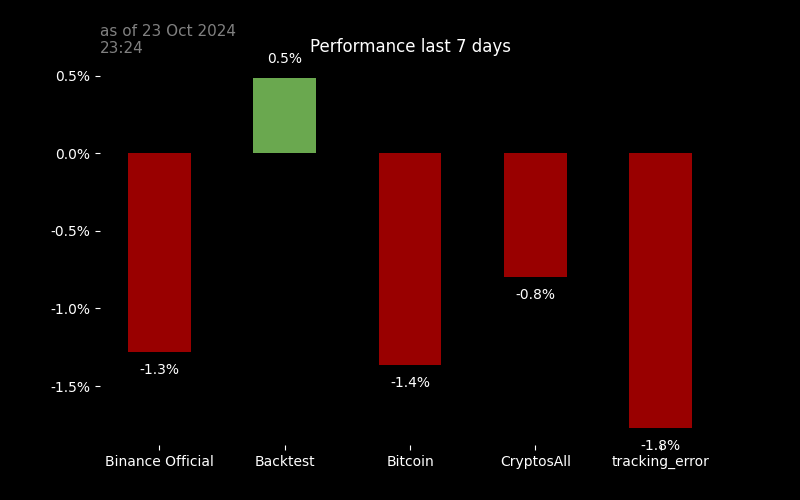 as of 23 Oct 2024
23:24
Performance last 7 days
0.5%
0.5%
0.0%
-0.5%
-1.0%
-1.5%
-1.3%
-1.4%
-0.8%
-1.8%
Binance Official
Backtest
Bitcoin
CryptosAll
tracking_error